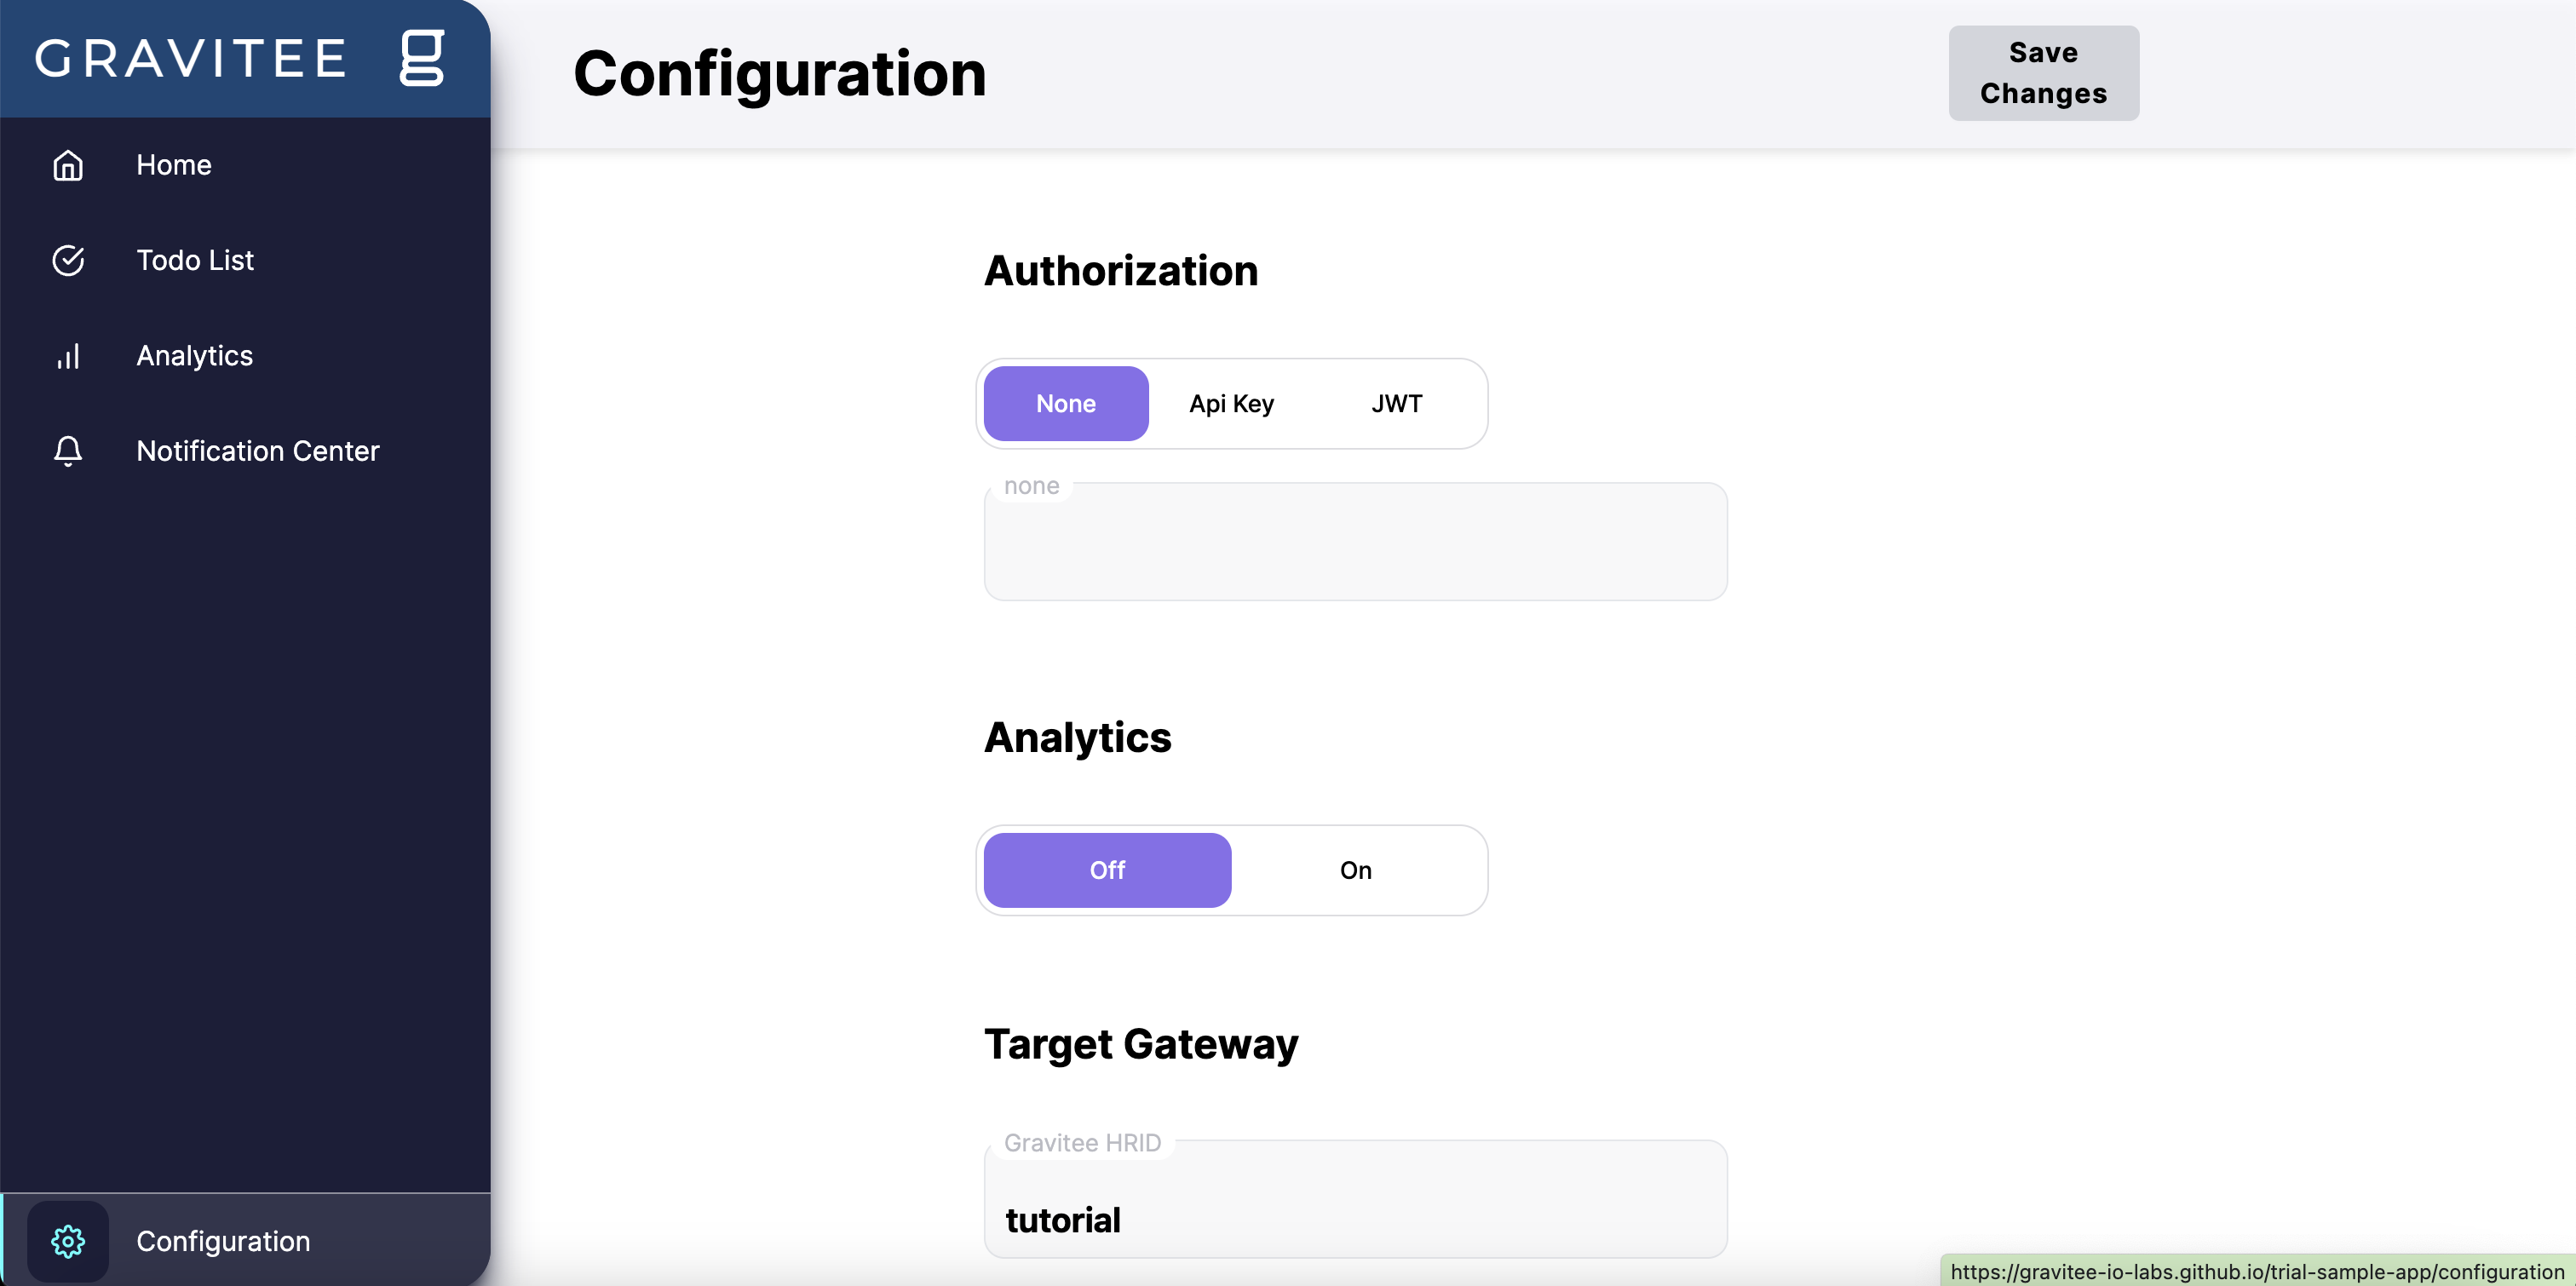 GRAVITEE g
Home
Todo List
Analytics
Notification Center
Configuration
Configuration
Save
Changes
Authorization
None Api Key JWT
none
Analytics
Off On
Target Gateway
Gravitee HRID
tutorial
https://gravitee-io-labs.github.io/trial-sample-app/configuration